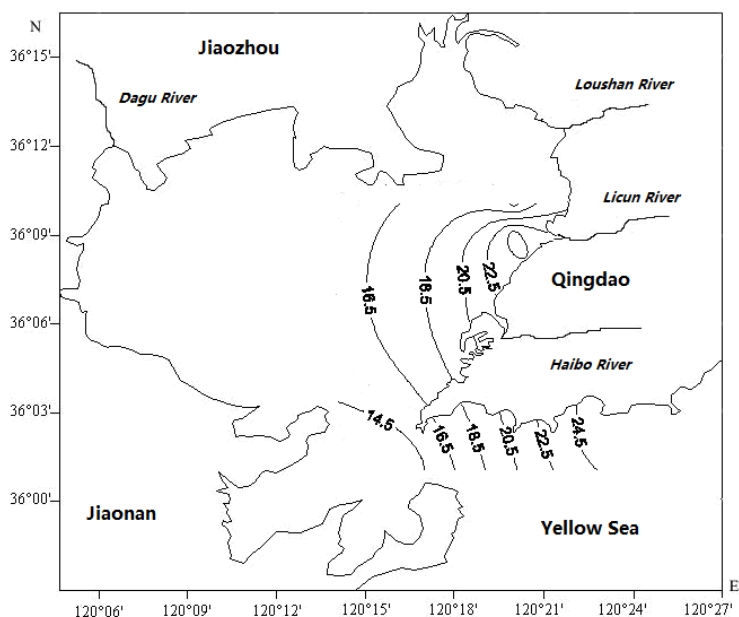 N
36°15'
Jiaozhou
Dagu River
Loushan River
36°12'
Licun River
36°09'
16.5
18.5
20.5
22.5
Qingdao
36°06'
Haibo River
36°03'
14.5
16.5
18.5
20.5
22.5
24.5
36°00'
Jiaonan
Yellow Sea
E
120°06' 120°09' 120°12' 120°15' 120°18' 120°21' 120°24' 120°27'